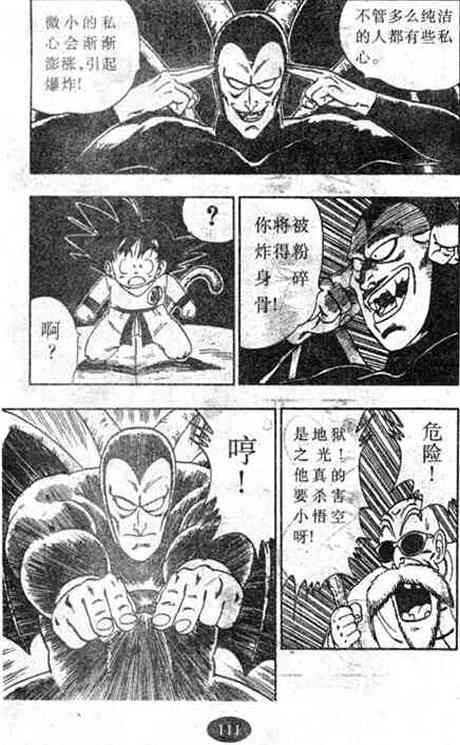 不管多么纯洁
的人都有些私
心。
微小的私
心会渐渐
澎涨,引起
爆炸!
你将被
炸得粉
身碎
骨!
?
啊?
危险!
是地獄
之光!
他真的
要杀害
小悟空
呀!
哼!
111